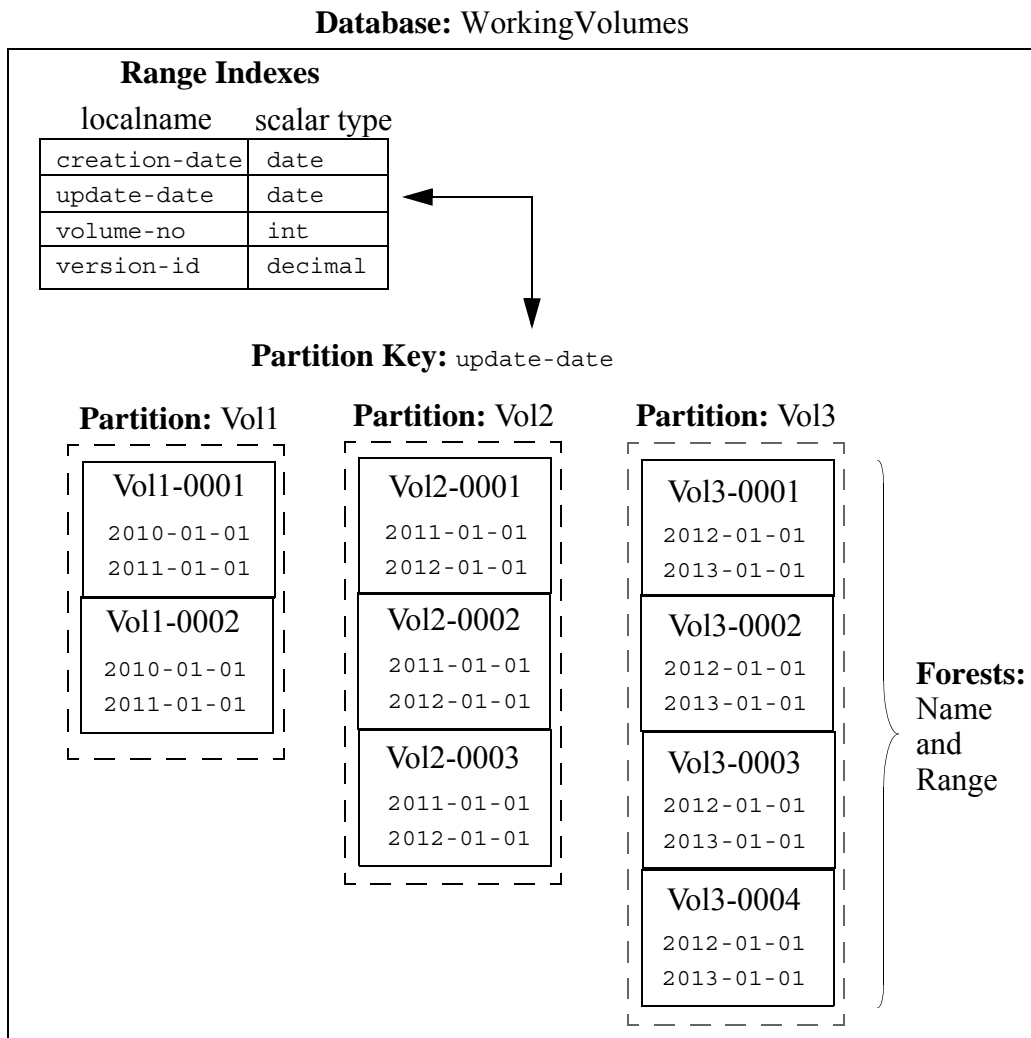 Database: WorkingVolumes
Range Indexes
localname scalar type
creation-date date
update-date date
volume-no int
version-id decimal
Partition Key: update-date
Partition: Vol1
Vol1-0001
2010-01-01
2011-01-01
Vol1-0002
2010-01-01
2011-01-01
Partition: Vol2
Vol2-0001
2011-01-01
2012-01-01
Vol2-0002
2011-01-01
2012-01-01
Vol2-0003
2011-01-01
2012-01-01
Partition: Vol3
Vol3-0001
2012-01-01
2013-01-01
Vol3-0002
2012-01-01
2013-01-01
Vol3-0003
2012-01-01
2013-01-01
Vol3-0004
2012-01-01
2013-01-01
Forests:
Name
and
Range